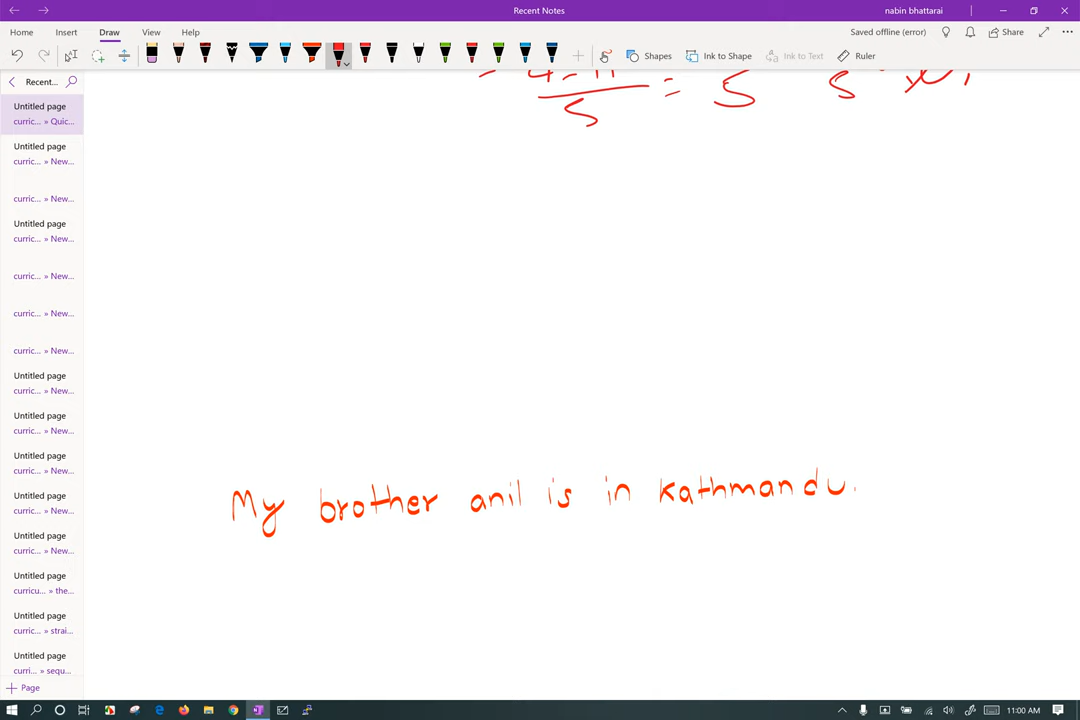 Recent Notes
nabin bhattarai
Home Insert Draw View Help
Saved offline (error)
Share
Shapes
Ink to Shape
Ink to Text
Ruler
Recent...
Untitled page
curric... » Quic...
Untitled page
curric... » New...
curric... » New...
Untitled page
curric... » New...
curric... » New...
curric... » New...
curric... » New...
Untitled page
curric... » New...
Untitled page
curric... » New...
Untitled page
curric... » New...
Untitled page
curric... » New...
Untitled page
curric... » New...
Untitled page
curricu... » the...
Untitled page
curric... » strai...
Untitled page
curri... » sequ...
Page
= 5
5
My brother anil is in kathmandu.
11:00 AM